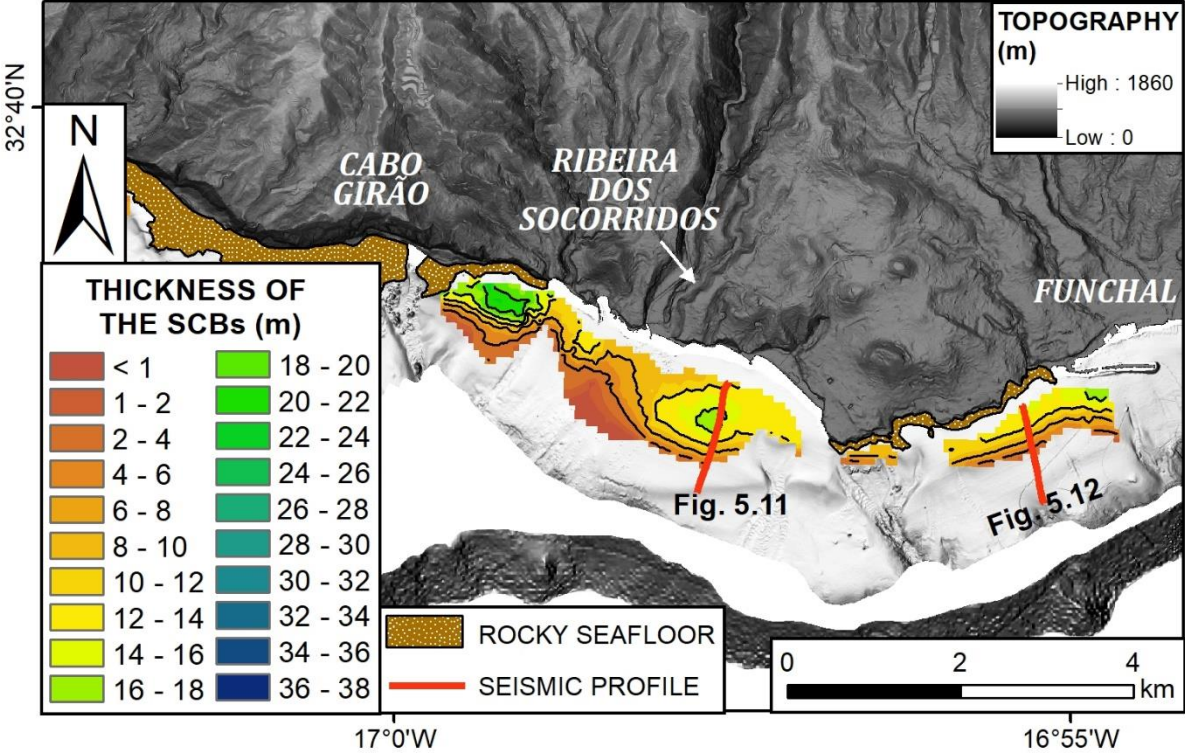 TOPOGRAPHY
(m)
High : 1860
Low : 0
32°40'N
N
CABO
GIRÃO
RIBEIRA
DOS
SOCORRIDOS
FUNCHAL
THICKNESS OF
THE SCBs (m)
< 1
1 - 2
2 - 4
4 - 6
6 - 8
8 - 10
10 - 12
12 - 14
14 - 16
16 - 18
18 - 20
20 - 22
22 - 24
24 - 26
26 - 28
28 - 30
30 - 32
32 - 34
34 - 36
36 - 38
Fig. 5.11
Fig. 5.12
ROCKY SEAFLOOR
SEISMIC PROFILE
0 2 4
km
17°0'W
16°55'W